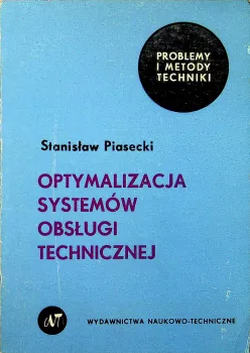 PROBLEMY
I METODY
TECHNIKI
Stanisław Piasecki
OPTYMALIZACJA
SYSTEMÓW
OBSŁUGI
TECHNICZNEJ
WYDAWNICTWA NAUKOWO-TECHNICZNE